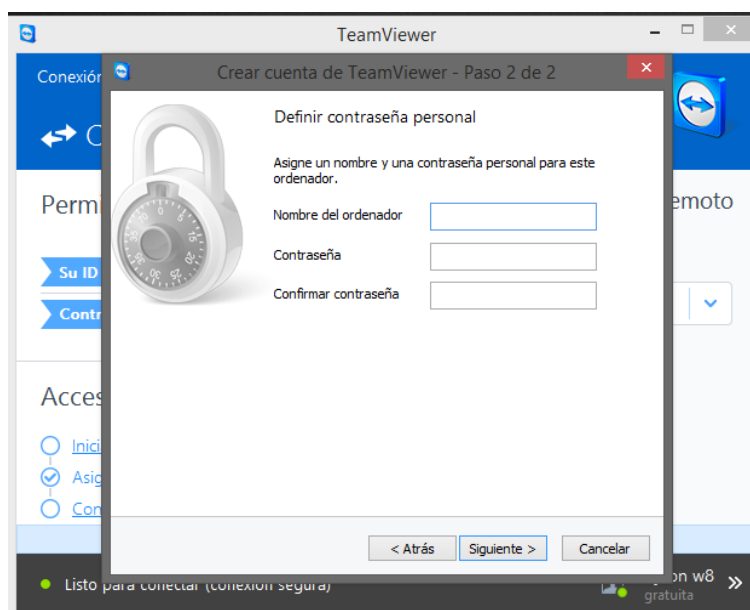 TeamViewer
Conexión
Crear cuenta de TeamViewer - Paso 2 de 2
Definir contraseña personal
Asigne un nombre y una contraseña personal para este
ordenador.
Nombre del ordenador
Contraseña
Confirmar contraseña
Permi
emoto
Su ID
Contr
Acces
Inici
Asig
Con
< Atrás
Siguiente >
Cancelar
Listo para conectar (conexión segura)
on w8
gratuita